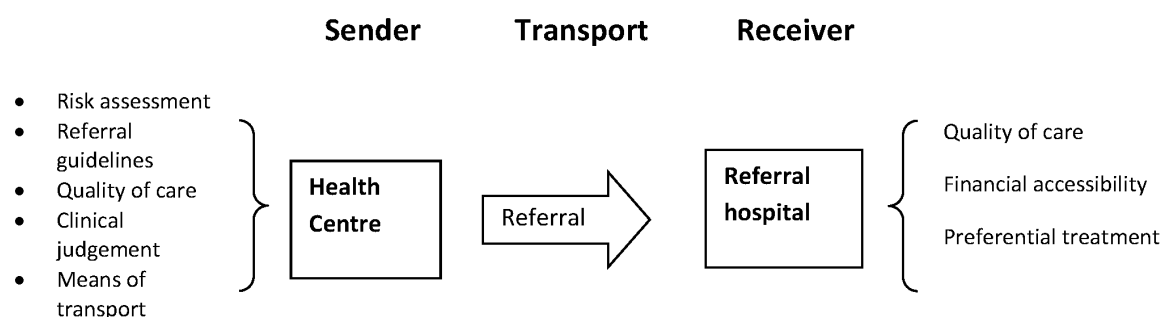 Sender Transport Receiver
• Risk assessment
• Referral
guidelines
• Quality of care
• Clinical
judgement
• Means of
transport
Health
Centre
Referral
Referral
hospital
Quality of care
Financial accessibility
Preferential treatment